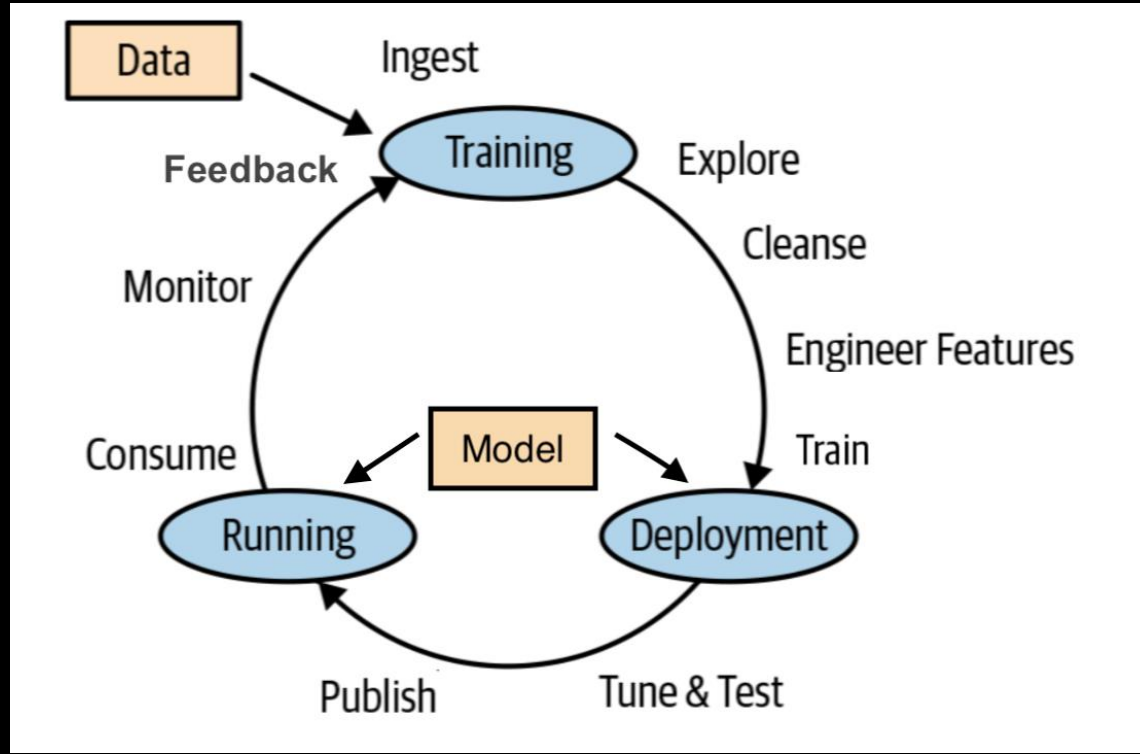 Data
Ingest
Training
Feedback
Explore
Cleanse
Monitor
Engineer Features
Model
Consume
Train
Running
Deployment
Publish
Tune & Test